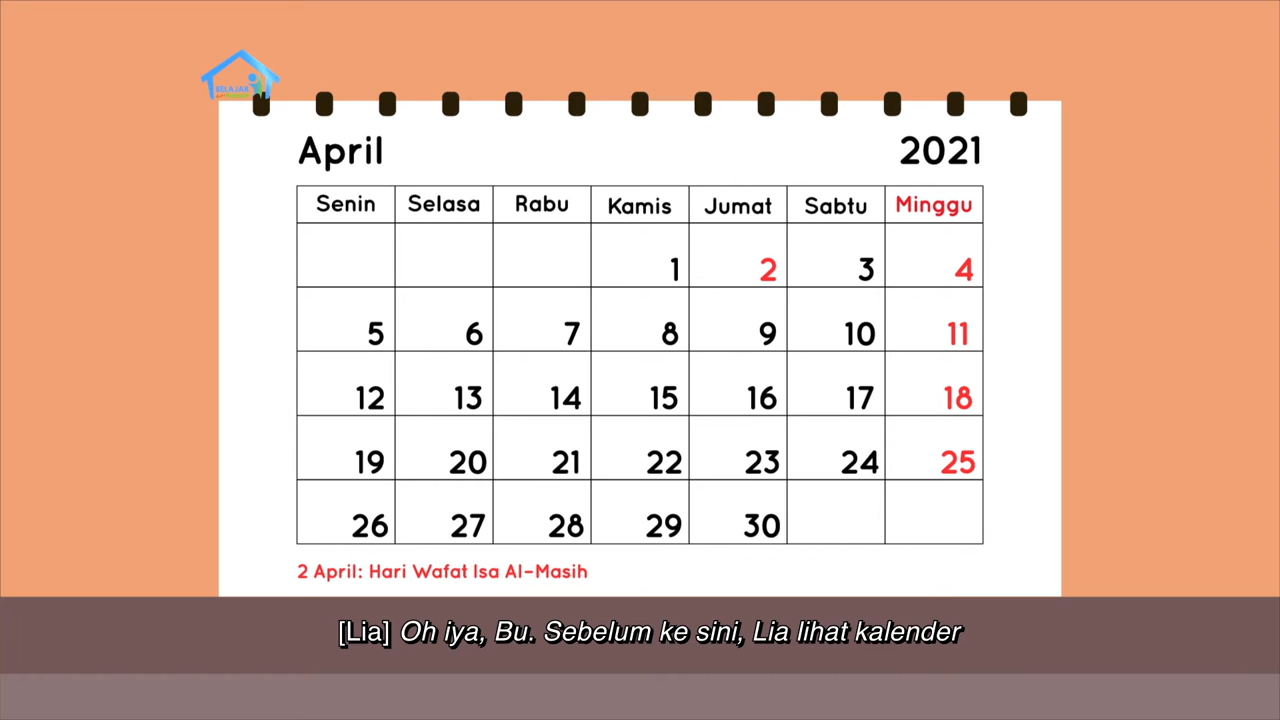 BELAJAR
April 2021
Senin Selasa Rabu Kamis Jumat Sabtu Minggu
1 2 3 4
5 6 7 8 9 10 11
12 13 14 15 16 17 18
19 20 21 22 23 24 25
26 27 28 29 30
2 April: Hari Wafat Isa Al-Masih
[Lia] Oh iya, Bu. Sebelum ke sini, Lia lihat kalender